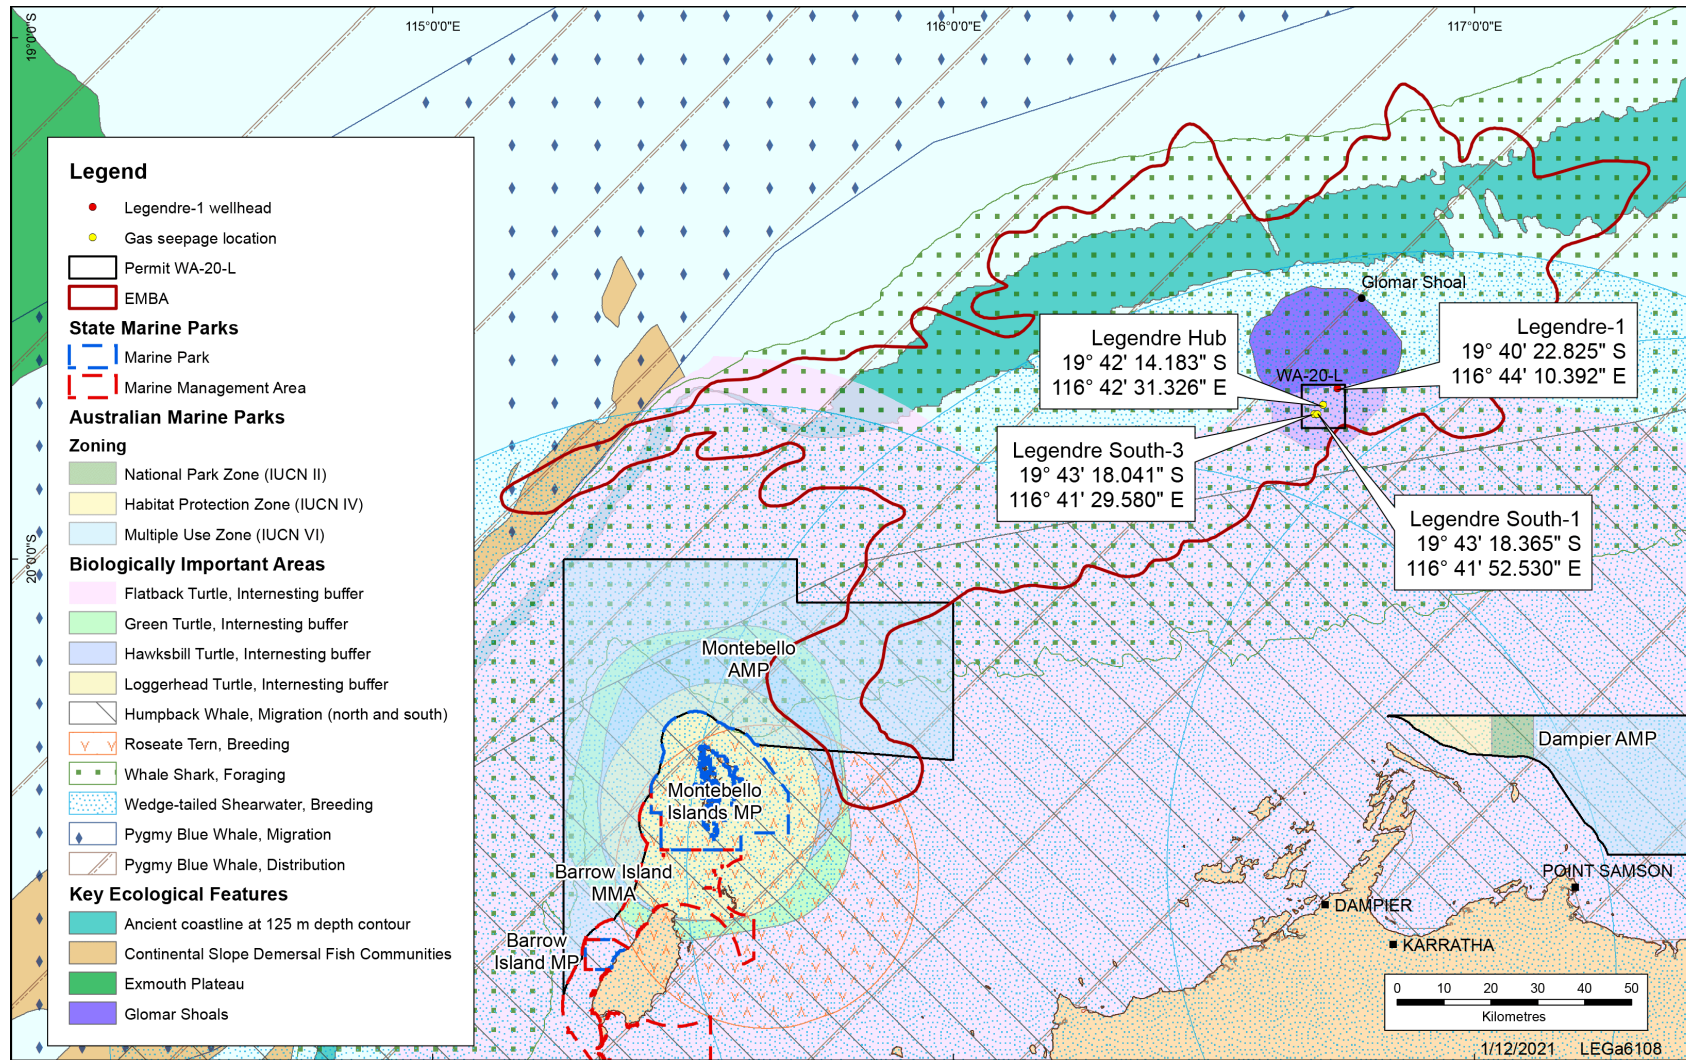 115°0'0"E
116°0'0"E
117°0'0"E
19°0'0"S
20°0'0"S
Legend
Legendre-1 wellhead
Gas seepage location
Permit WA-20-L
EMBA
State Marine Parks
Marine Park
Marine Management Area
Australian Marine Parks
Zoning
National Park Zone (IUCN II)
Habitat Protection Zone (IUCN IV)
Multiple Use Zone (IUCN VI)
Biologically Important Areas
Flatback Turtle, Internesting buffer
Green Turtle, Internesting buffer
Hawksbill Turtle, Internesting buffer
Loggerhead Turtle, Internesting buffer
Humpback Whale, Migration (north and south)
Roseate Tern, Breeding
Whale Shark, Foraging
Wedge-tailed Shearwater, Breeding
Pygmy Blue Whale, Migration
Pygmy Blue Whale, Distribution
Key Ecological Features
Ancient coastline at 125 m depth contour
Continental Slope Demersal Fish Communities
Exmouth Plateau
Glomar Shoals
Glomar Shoal
Legendre Hub
19° 42' 14.183" S
116° 42' 31.326" E
WA-20-L
Legendre-1
19° 40' 22.825" S
116° 44' 10.392" E
Legendre South-3
19° 43' 18.041" S
116° 41' 29.580" E
Legendre South-1
19° 43' 18.365" S
116° 41' 52.530" E
Montebello
AMP
Montebello
Islands MP
Barrow Island
MMA
Barrow
Island MP
Dampier AMP
POINT SAMSON
DAMPIER
KARRATHA
0 10 20 30 40 50
Kilometres
1/12/2021 LEGa6108